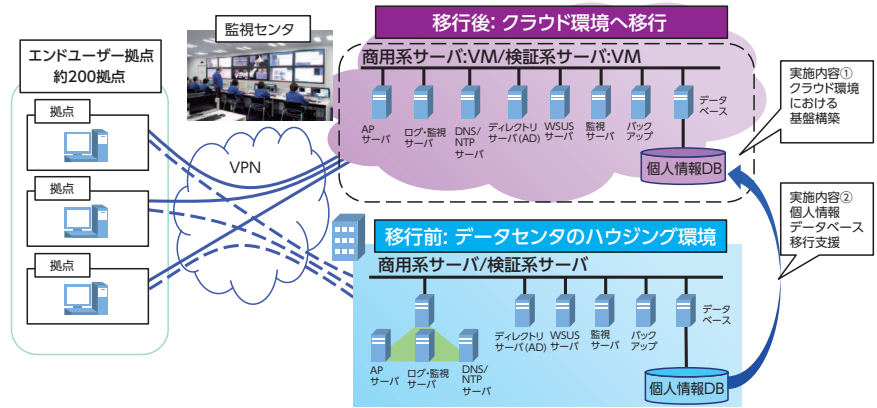 エンドユーザー拠点
約200拠点
拠点
拠点
拠点
監視センタ
VPN
移行後: クラウド環境へ移行
商用系サーバ:VM/検証系サーバ:VM
AP
サーバ
ログ・監視
サーバ
DNS/
NTP
サーバ
ディレクトリ
サーバ(AD)
WSUS
サーバ
監視
サーバ
バック
アップ
データ
ベース
個人情報DB
実施内容①
クラウド環境
における
基盤構築
移行前: データセンタのハウジング環境
商用系サーバ/検証系サーバ
AP
サーバ
ログ・監視
サーバ
DNS/
NTP
サーバ
ディレクトリ
サーバ(AD)
WSUS
サーバ
監視
サーバ
バック
アップ
データ
ベース
個人情報DB
実施内容②
個人情報
データベース
移行支援